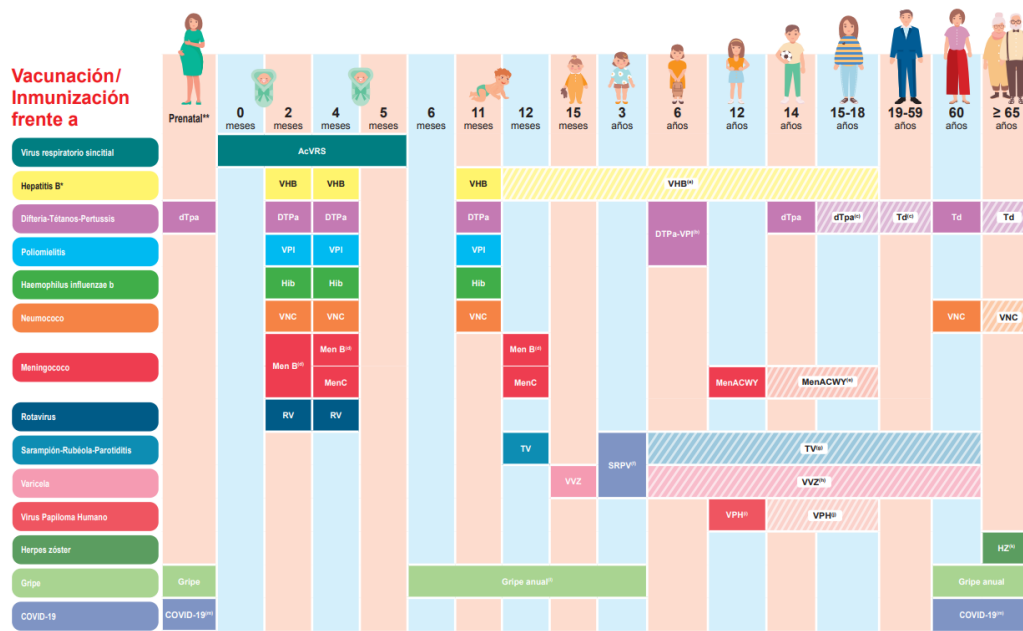 Vacunación/
Inmunización
frente a
Prenatal**
0
meses
2
meses
4
meses
5
meses
6
meses
11
meses
12
meses
15
meses
3
años
6
años
12
años
14
años
15-18
años
19-59
años
60
años
≥ 65
años
Virus respiratorio sincitial
AcVRS
Hepatitis B*
VHB VHB VHB VHB(a)
Difteria-Tétanos-Pertussis
dTpa DTPa DTPa DTPa DTPa-VPI(b) dTpa dTpa(c) Td(c) Td Td
Poliomielitis
VPI VPI VPI
Haemophilus influenzae b
Hib Hib Hib
Neumococo
VNC VNC VNC VNC VNC
Meningococo
Men B(d) Men B(d) Men B(d)
MenC MenC MenACWY MenACWY(e)
Rotavirus
RV RV
Sarampión-Rubéola-Parotiditis
TV SRPV(f) TV(g)
Varicela
VVZ VVZ(h)
Virus Papiloma Humano
VPH(i) VPH(j)
Herpes zóster
HZ(k)
Gripe
Gripe Gripe anual(l) Gripe anual
COVID-19
COVID-19(m) COVID-19(m)